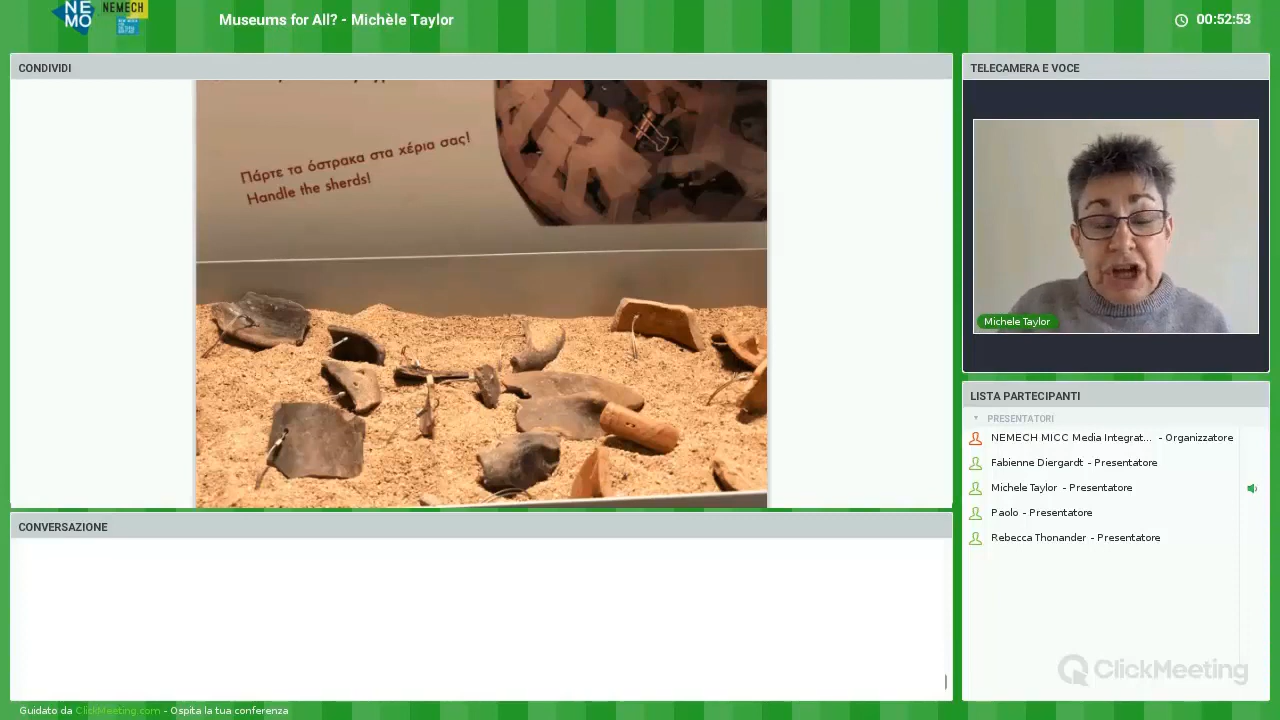 NE
MO
NEMECH
Museums for All? - Michèle Taylor
00:52:53
CONDIVIDI
TELECAMERA E VOCE
Πάρτε τα όστρακα στα χέρια σας!
Handle the sherds!
Michele Taylor
LISTA PARTECIPANTI
PRESENTATORI
NEMECH MICC Media Integrat... - Organizzatore
Fabienne Diergardt - Presentatore
Michele Taylor - Presentatore
Paolo - Presentatore
Rebecca Thonander - Presentatore
CONVERSAZIONE
ClickMeeting
Guidato da ClickMeeting.com - Ospita la tua conferenza